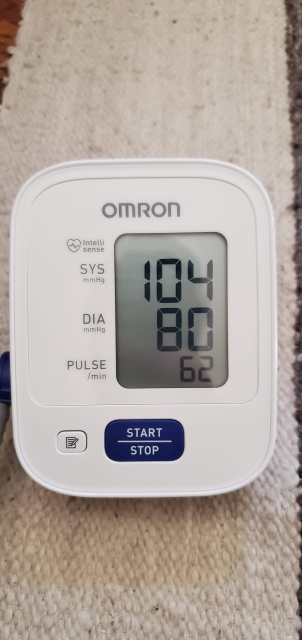 OMRON
Intelli
sense
SYS
mmHg
104
DIA
mmHg
80
PULSE
/min
62
START
STOP